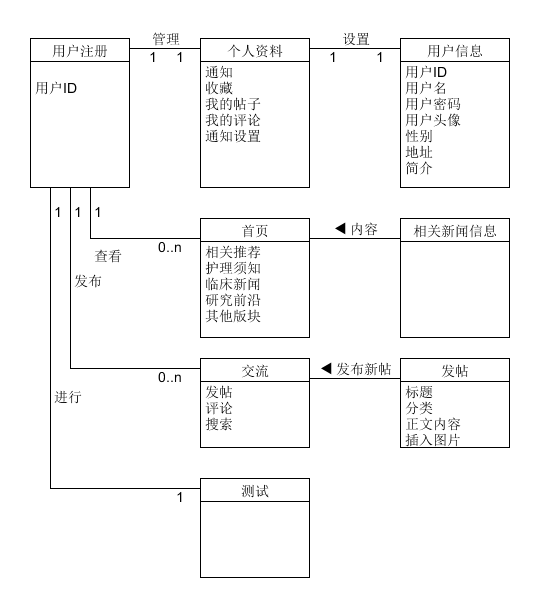 管理
设置
用户注册
1
1
个人资料
1
1
用户信息
用户ID
通知
收藏
我的帖子
我的评论
通知设置
用户ID
用户名
用户密码
用户头像
性别
地址
简介
1
1
1
首页
◀ 内容
相关新闻信息
0..n
查看
相关推荐
护理须知
临床新闻
研究前沿
其他版块
发布
交流
◀ 发布新帖
发帖
0..n
进行
发帖
评论
搜索
标题
分类
正文内容
插入图片
测试
1